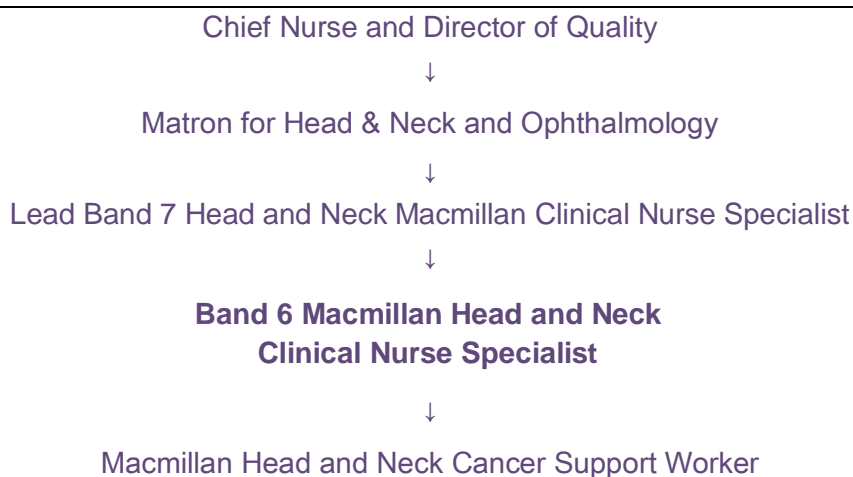 Chief Nurse and Director of Quality
↓
Matron for Head & Neck and Ophthalmology
↓
Lead Band 7 Head and Neck Macmillan Clinical Nurse Specialist
↓
Band 6 Macmillan Head and Neck
Clinical Nurse Specialist
↓
Macmillan Head and Neck Cancer Support Worker